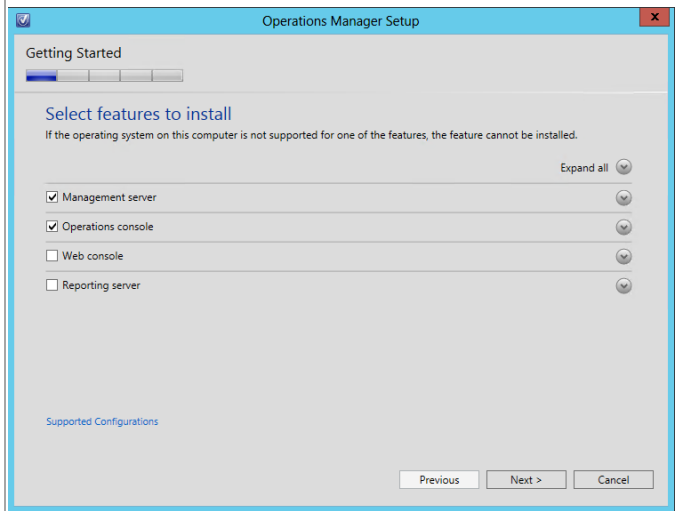 Operations Manager Setup
x
Getting Started
Select features to install
If the operating system on this computer is not supported for one of the features, the feature cannot be installed.
Expand all
Management server
Operations console
Web console
Reporting server
Supported Configurations
Previous
Next >
Cancel